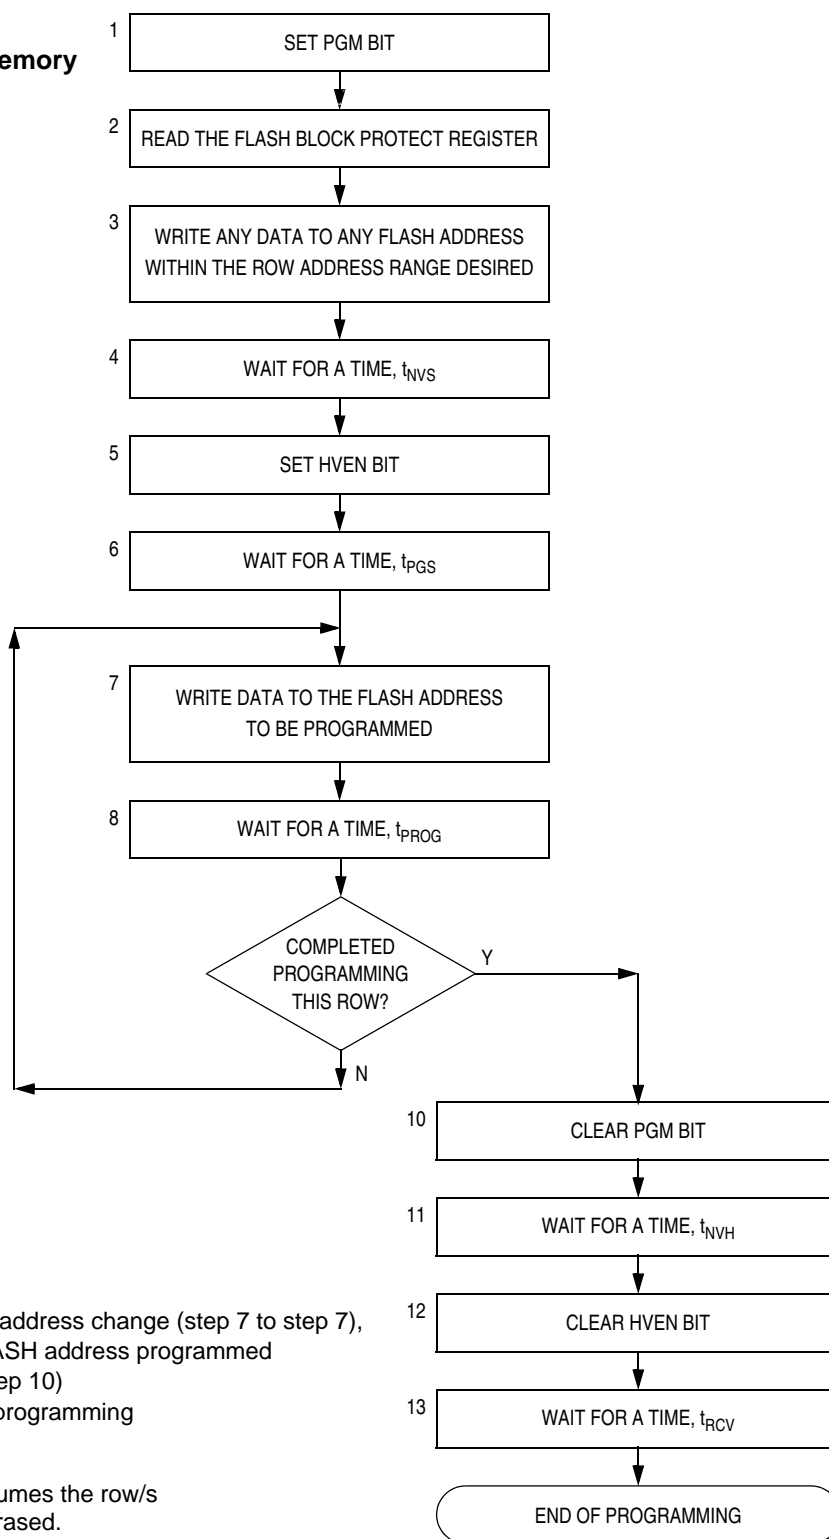 1
SET PGM BIT
emory
2
READ THE FLASH BLOCK PROTECT REGISTER
3
WRITE ANY DATA TO ANY FLASH ADDRESS
WITHIN THE ROW ADDRESS RANGE DESIRED
4
WAIT FOR A TIME, tNVS
5
SET HVEN BIT
6
WAIT FOR A TIME, tPGS
7
WRITE DATA TO THE FLASH ADDRESS
TO BE PROGRAMMED
8
WAIT FOR A TIME, tPROG
COMPLETED
PROGRAMMING
THIS ROW?
Y
N
10
CLEAR PGM BIT
11
WAIT FOR A TIME, tNVH
12
CLEAR HVEN BIT
13
WAIT FOR A TIME, tRCV
END OF PROGRAMMING
address change (step 7 to step 7),
ASH address programmed
ep 10)
programming
umes the row/s
rased.